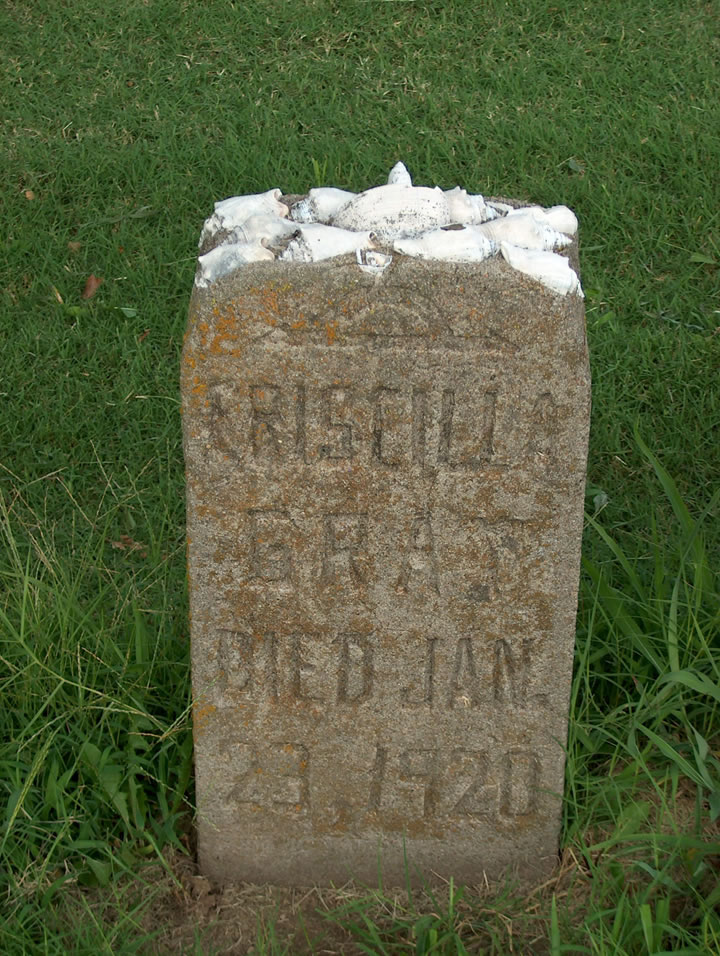 PRISCILLA
GRAY
DIED JAN.
23, 1920